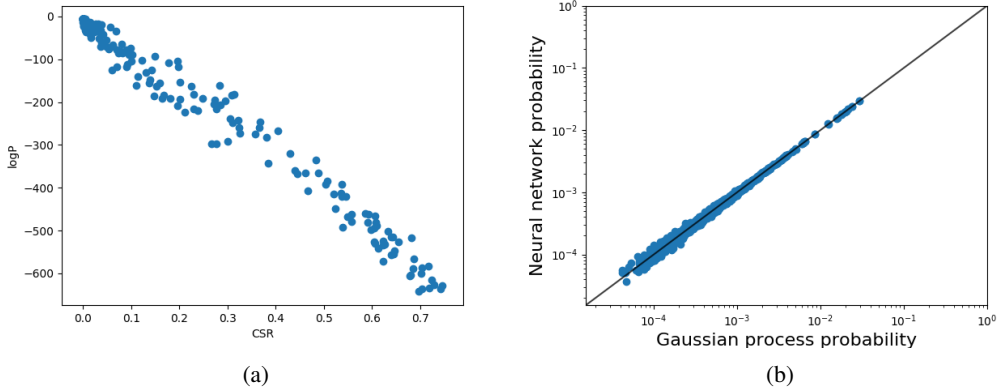 0
−100
−200
−300
−400
−500
−600
logP
0.0 0.1 0.2 0.3 0.4 0.5 0.6 0.7
CSR
(a)
10⁰
10⁻¹
10⁻²
10⁻³
10⁻⁴
Neural network probability
10⁻⁴ 10⁻³ 10⁻² 10⁻¹ 10⁰
Gaussian process probability
(b)